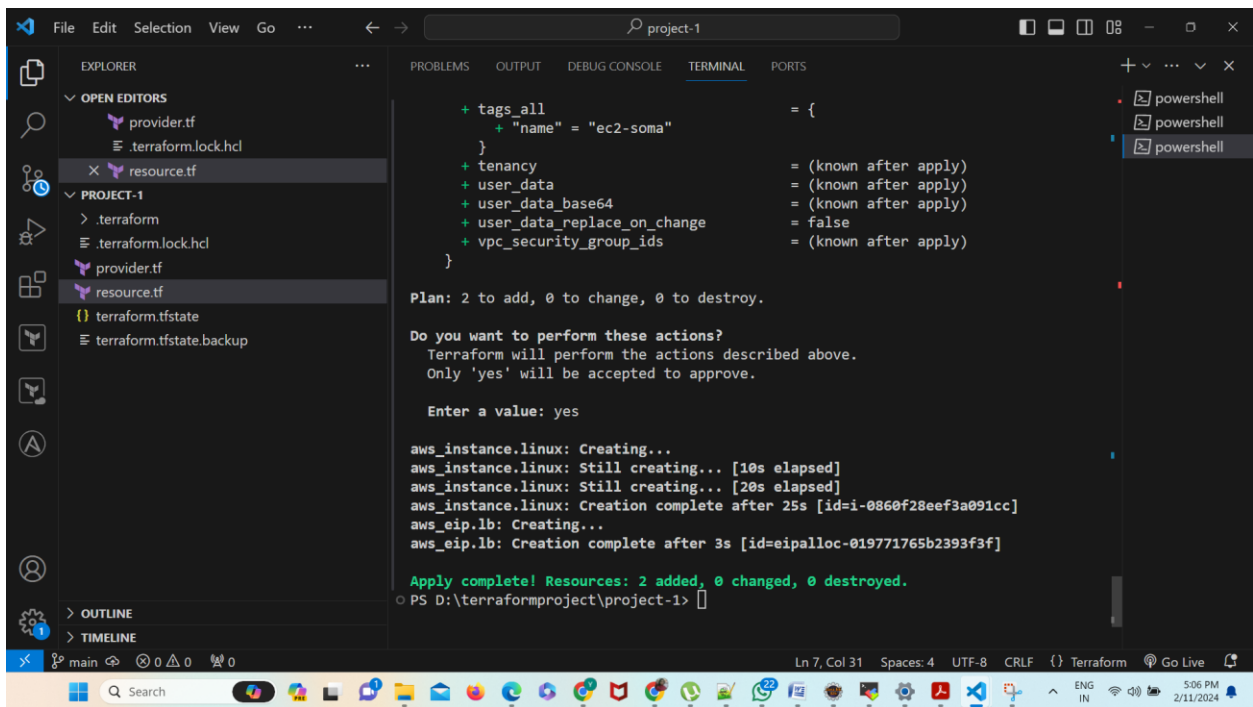 File Edit Selection View Go ··· ← → project-1
EXPLORER ···
OPEN EDITORS
provider.tf
.terraform.lock.hcl
resource.tf
PROJECT-1
.terraform
.terraform.lock.hcl
provider.tf
resource.tf
{} terraform.tfstate
terraform.tfstate.backup
OUTLINE
TIMELINE
1
PROBLEMS OUTPUT DEBUG CONSOLE TERMINAL PORTS
+ tags_all = {
+ "name" = "ec2-soma"
}
+ tenancy = (known after apply)
+ user_data = (known after apply)
+ user_data_base64 = (known after apply)
+ user_data_replace_on_change = false
+ vpc_security_group_ids = (known after apply)
}
Plan: 2 to add, 0 to change, 0 to destroy.
Do you want to perform these actions?
Terraform will perform the actions described above.
Only 'yes' will be accepted to approve.
Enter a value: yes
aws_instance.linux: Creating...
aws_instance.linux: Still creating... [10s elapsed]
aws_instance.linux: Still creating... [20s elapsed]
aws_instance.linux: Creation complete after 25s [id=i-0860f28eef3a091cc]
aws_eip.lb: Creating...
aws_eip.lb: Creation complete after 3s [id=eipalloc-019771765b2393f3f]
Apply complete! Resources: 2 added, 0 changed, 0 destroyed.
PS D:\terraformproject\project-1>
powershell
powershell
powershell
main 0 0 0 Ln 7, Col 31 Spaces: 4 UTF-8 CRLF {} Terraform Go Live
Search 1 22 ENG 5:06 PM
IN 2/11/2024